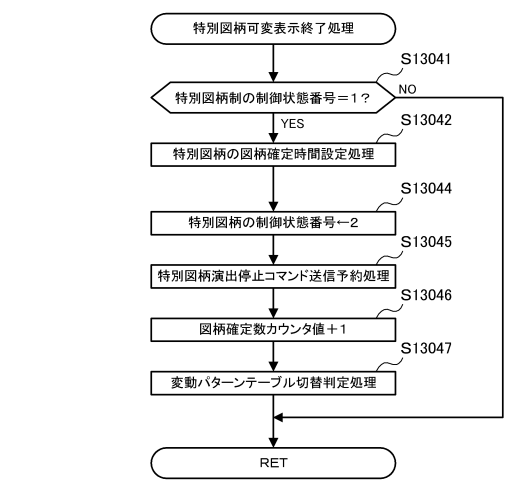 特別図柄可変表示終了処理
S13041
特別図柄制の制御状態番号＝１？
NO
YES
S13042
特別図柄の図柄確定時間設定処理
S13044
特別図柄の制御状態番号←２
S13045
特別図柄演出停止コマンド送信予約処理
S13046
図柄確定数カウンタ値＋１
S13047
変動パターンテーブル切替判定処理
RET